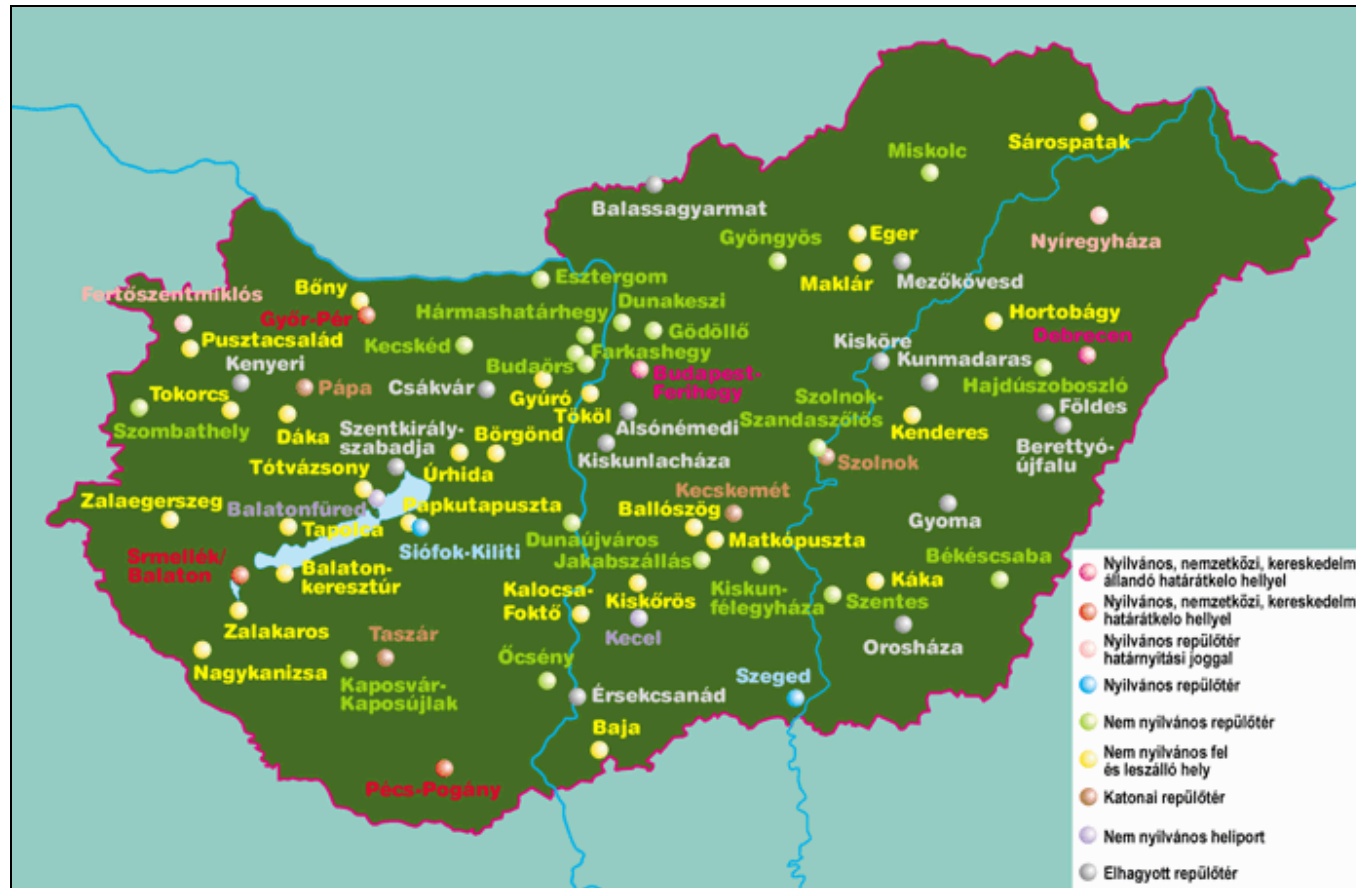 Sárospatak
Miskolc
Balassagyarmat
Nyíregyháza
Gyöngyös
Eger
Maklár
Mezőkövesd
Esztergom
Bőny
Fertőszentmiklós
Győr-Pér
Hármashatárhegy
Dunakeszi
Gödöllő
Hortobágy
Debrecen
Pusztacsalád
Kecskéd
Farkashegy
Kisköre
Kunmadaras
Kenyeri
Budaörs
Budapest-
Ferihegy
Hajdúszoboszló
Pápa
Csákvár
Gyúró
Tököl
Szolnok-
Szandaszőlős
Tokorcs
Szombathely
Dáka
Szentkirály-
szabadja
Börgönd
Alsónémedi
Kenderes
Földes
Berettyó-
újfalu
Kiskunlacháza
Szolnok
Tótvázsony
Úrhida
Zalaegerszeg
Balatonfüred
Papkutapuszta
Kecskemét
Ballószög
Gyoma
Tapolca
Siófok-Kiliti
Dunaújváros
Matkópuszta
Jakabszállás
Békéscsaba
Srmellék/
Balaton
Balaton-
keresztúr
Kalocsa-
Foktő
Kiskőrös
Kiskun-
félegyháza
Káka
Szentes
Zalakaros
Taszár
Kecel
Orosháza
Nagykanizsa
Kaposvár-
Kaposújlak
Őcsény
Érsekcsanád
Szeged
Baja
Pécs-Pogány
Nyilvános, nemzetközi, kereskedelm
állandó határátkelo hellyel
Nyilvános, nemzetközi, kereskedelm
határátkelo hellyel
Nyilvános repülőtér
határnyitási joggal
Nyilvános repülőtér
Nem nyilvános repülőtér
Nem nyilvános fel
és leszálló hely
Katonai repülőtér
Nem nyilvános heliport
Elhagyott repülőtér